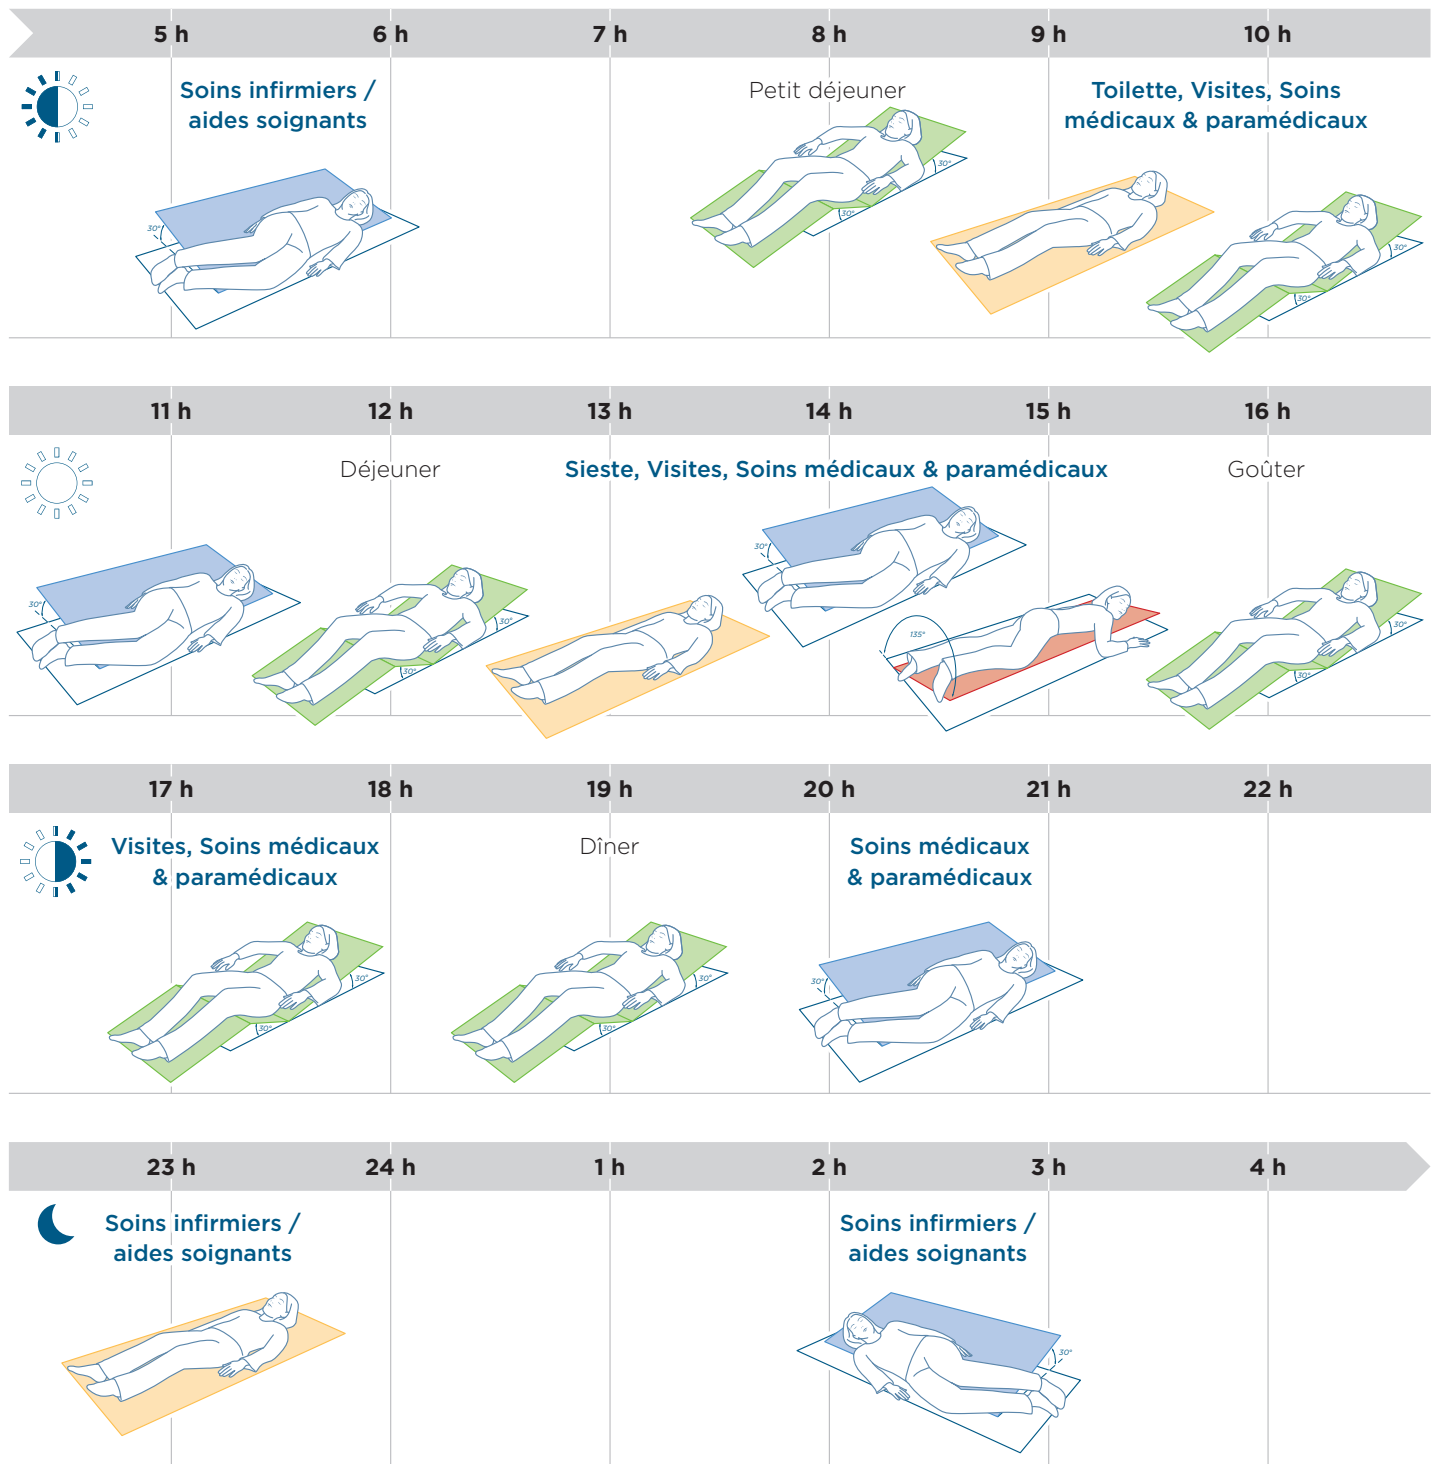 5 h 6 h 7 h 8 h 9 h 10 h
Soins infirmiers /
aides soignants
Petit déjeuner
Toilette, Visites, Soins
médicaux & paramédicaux
30°
30°
30°
30°
30°
11 h 12 h 13 h 14 h 15 h 16 h
Déjeuner
Sieste, Visites, Soins médicaux & paramédicaux
Goûter
30°
30°
30°
30°
135°
30°
30°
17 h 18 h 19 h 20 h 21 h 22 h
Visites, Soins médicaux
& paramédicaux
Dîner
Soins médicaux
& paramédicaux
30°
30°
30°
30°
30°
23 h 24 h 1 h 2 h 3 h 4 h
Soins infirmiers /
aides soignants
Soins infirmiers /
aides soignants
30°